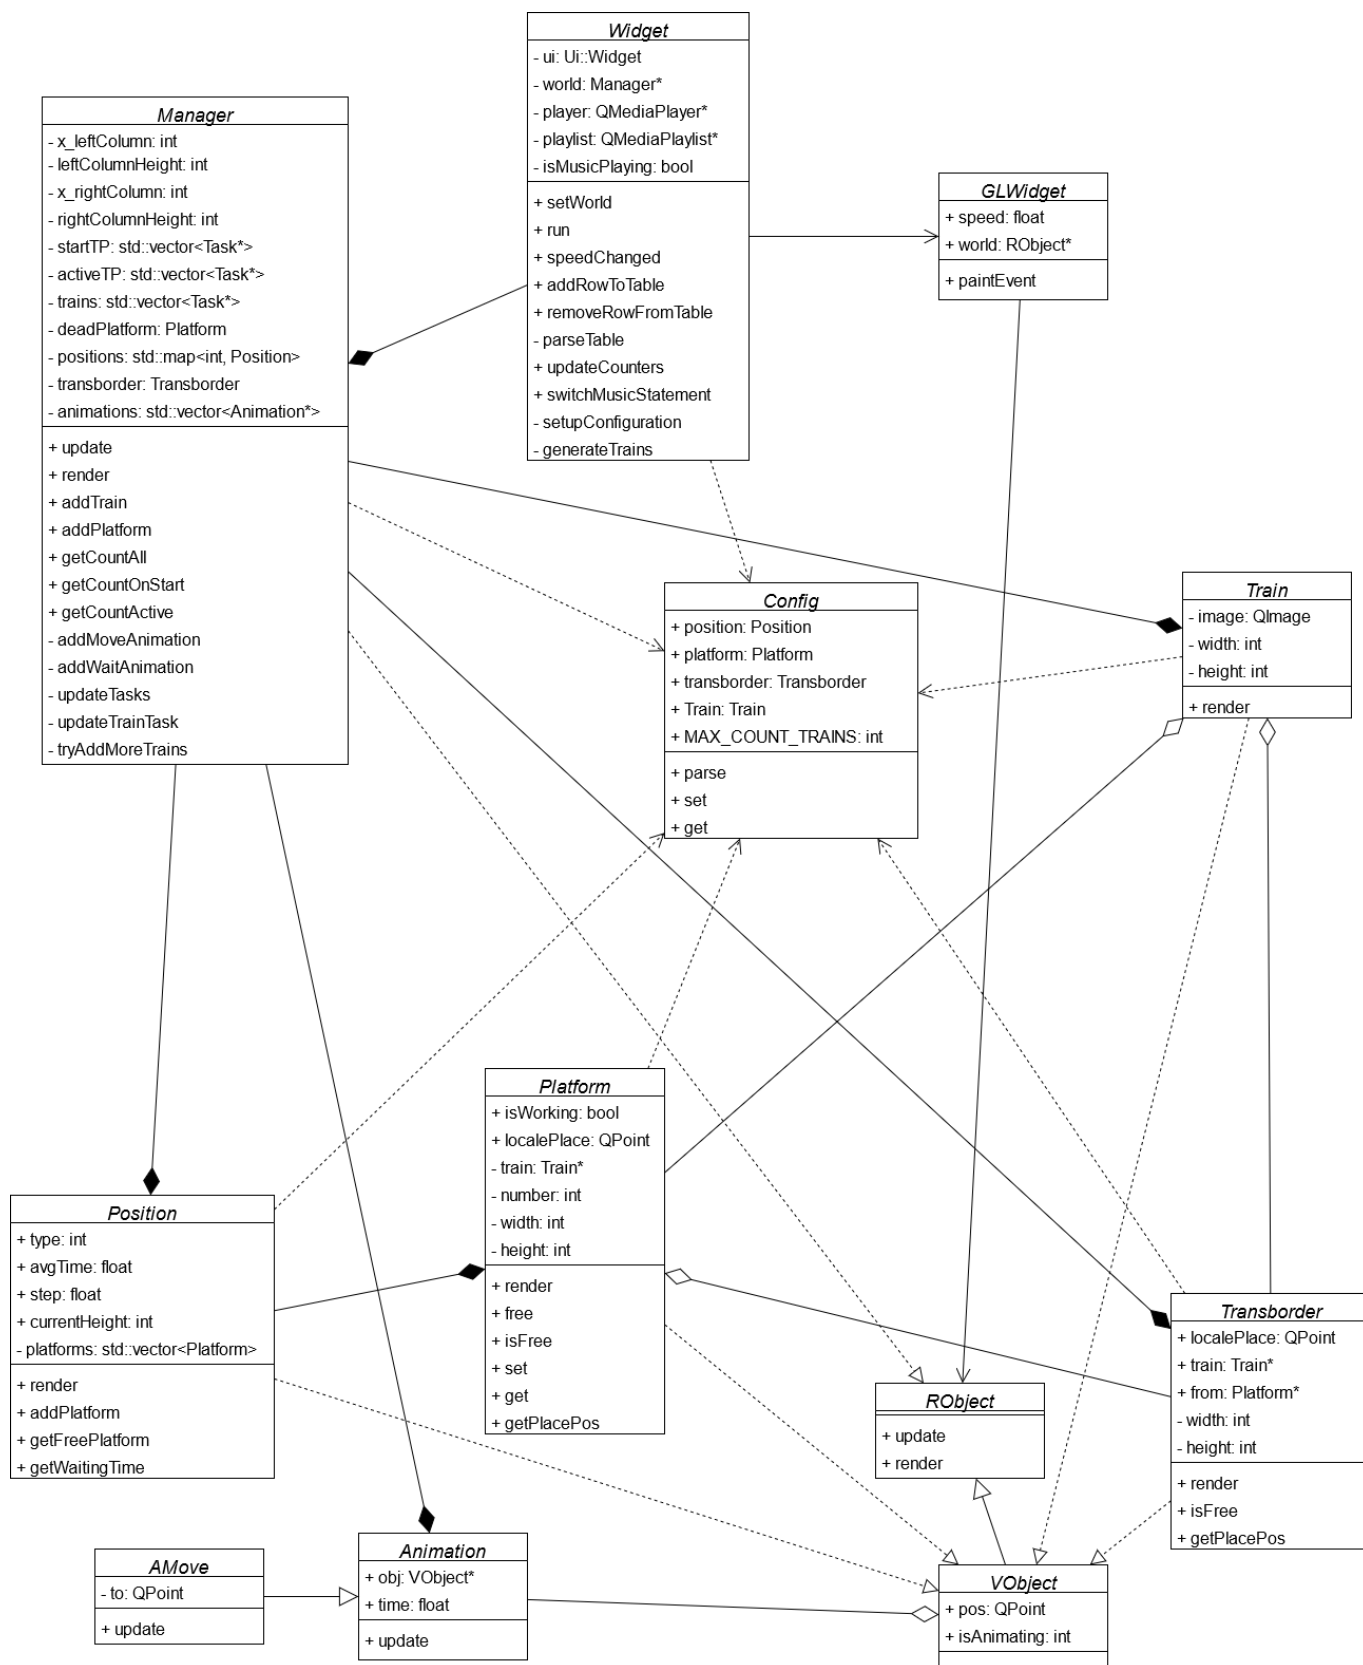 Widget
- ui: Ui::Widget
- world: Manager*
- player: QMediaPlayer*
- playlist: QMediaPlaylist*
- isMusicPlaying: bool
+ setWorld
+ run
+ speedChanged
+ addRowToTable
+ removeRowFromTable
- parseTable
+ updateCounters
+ switchMusicStatement
- setupConfiguration
- generateTrains
Manager
- x_leftColumn: int
- leftColumnHeight: int
- x_rightColumn: int
- rightColumnHeight: int
- startTP: std::vector<Task*>
- activeTP: std::vector<Task*>
- trains: std::vector<Task*>
- deadPlatform: Platform
- positions: std::map<int, Position>
- transborder: Transborder
- animations: std::vector<Animation*>
+ update
+ render
+ addTrain
+ addPlatform
+ getCountAll
+ getCountOnStart
+ getCountActive
- addMoveAnimation
- addWaitAnimation
- updateTasks
- updateTrainTask
- tryAddMoreTrains
GLWidget
+ speed: float
+ world: RObject*
+ paintEvent
Config
+ position: Position
+ platform: Platform
+ transborder: Transborder
+ Train: Train
+ MAX_COUNT_TRAINS: int
+ parse
+ set
+ get
Train
- image: QImage
- width: int
- height: int
+ render
Platform
+ isWorking: bool
+ localePlace: QPoint
- train: Train*
- number: int
- width: int
- height: int
+ render
+ free
+ isFree
+ set
+ get
+ getPlacePos
Position
+ type: int
+ avgTime: float
+ step: float
+ currentHeight: int
- platforms: std::vector<Platform>
+ render
+ addPlatform
+ getFreePlatform
+ getWaitingTime
Transborder
+ localePlace: QPoint
+ train: Train*
+ from: Platform*
- width: int
- height: int
+ render
+ isFree
+ getPlacePos
RObject
+ update
+ render
AMove
- to: QPoint
+ update
Animation
+ obj: VObject*
+ time: float
+ update
VObject
+ pos: QPoint
+ isAnimating: int